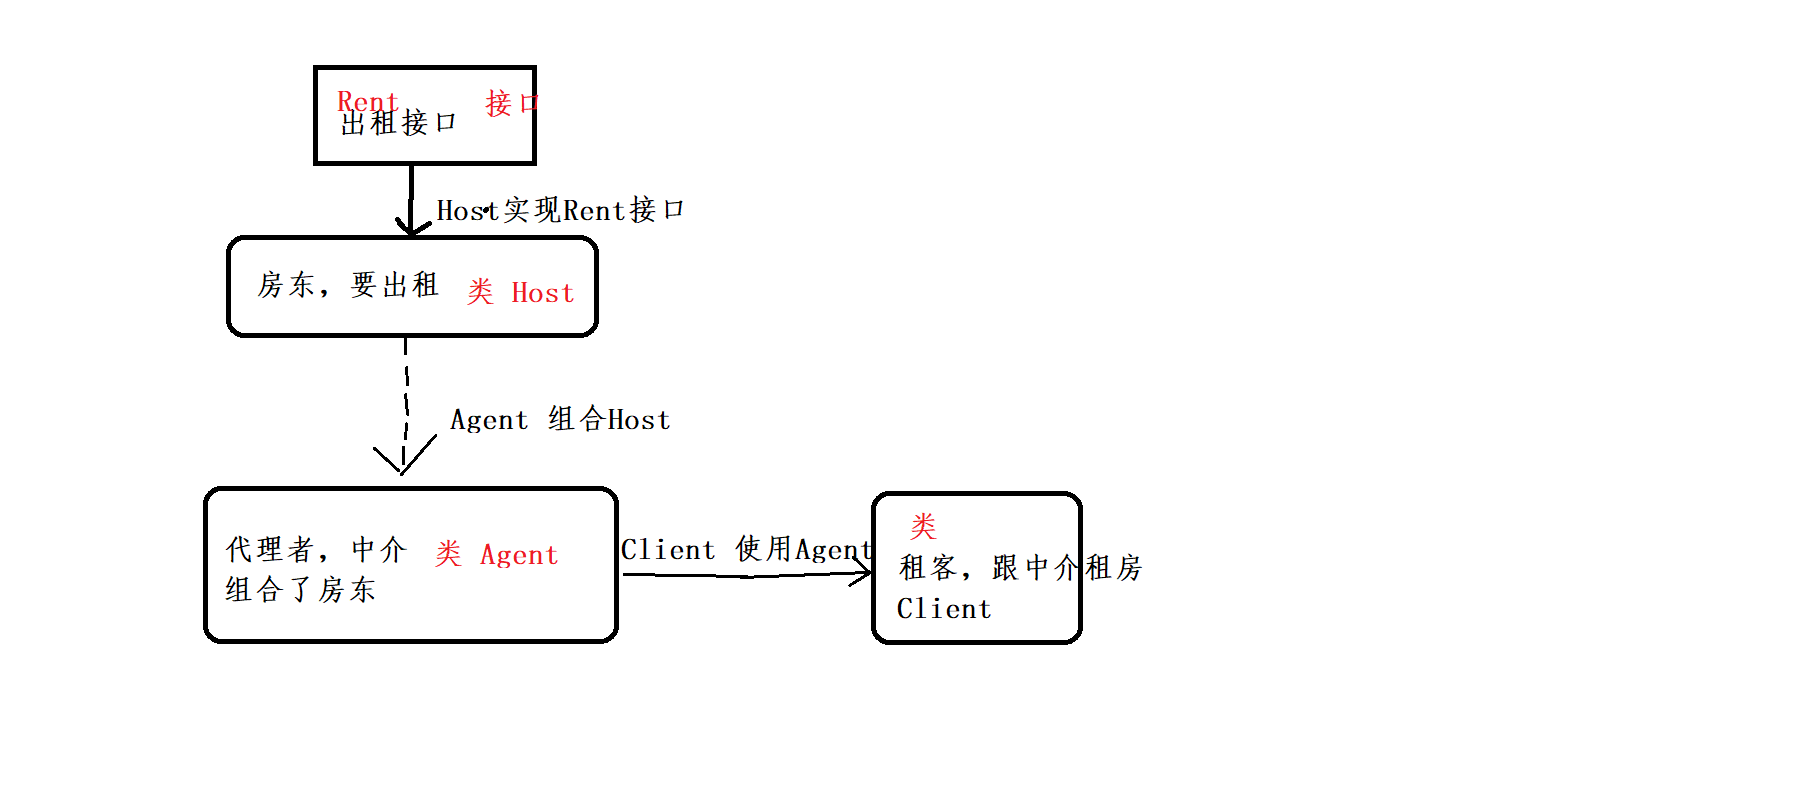 Rent 接口
出租接口
Host实现Rent接口
房东，要出租 类 Host
Agent 组合Host
代理者，中介 类 Agent
组合了房东
Client 使用Agent
类
租客，跟中介租房
Client